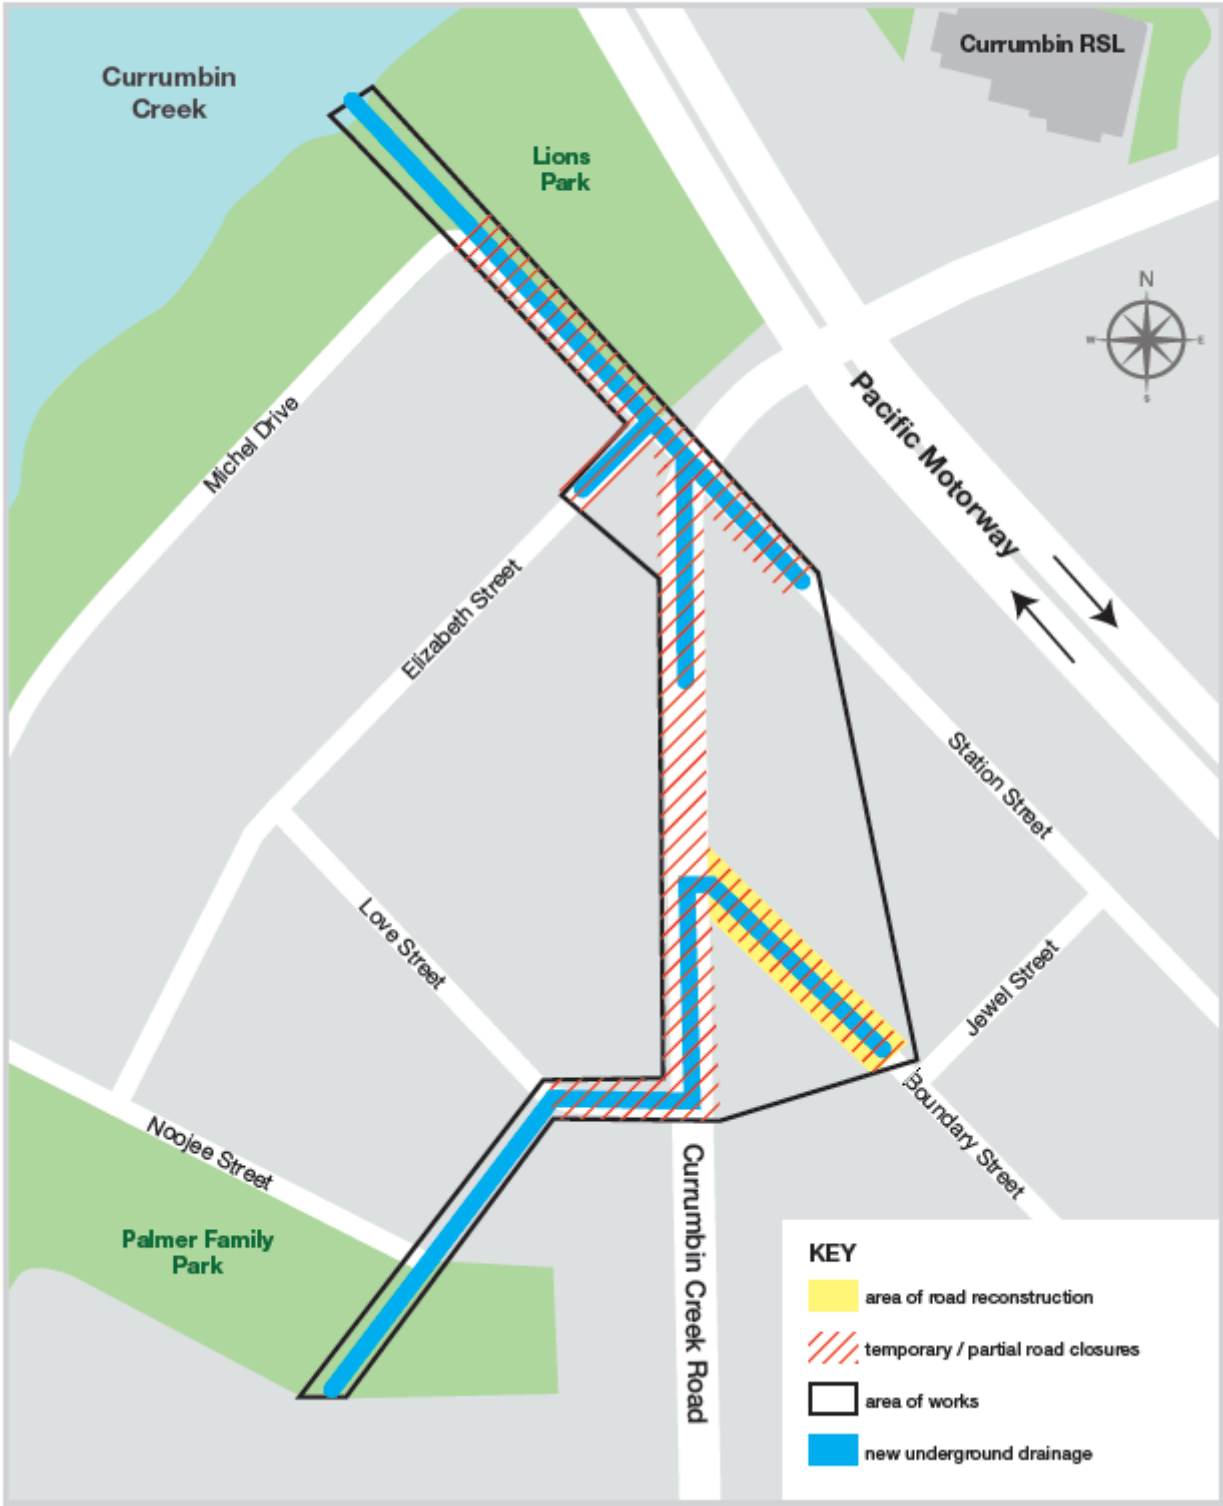 Currumbin
Creek
Currumbin RSL
Lions
Park
N
W
E
S
Pacific Motorway
Michel Drive
Elizabeth Street
Station Street
Love Street
Jewel Street
Boundary Street
Noojee Street
Palmer Family
Park
Currumbin Creek Road
KEY
area of road reconstruction
temporary / partial road closures
area of works
new underground drainage